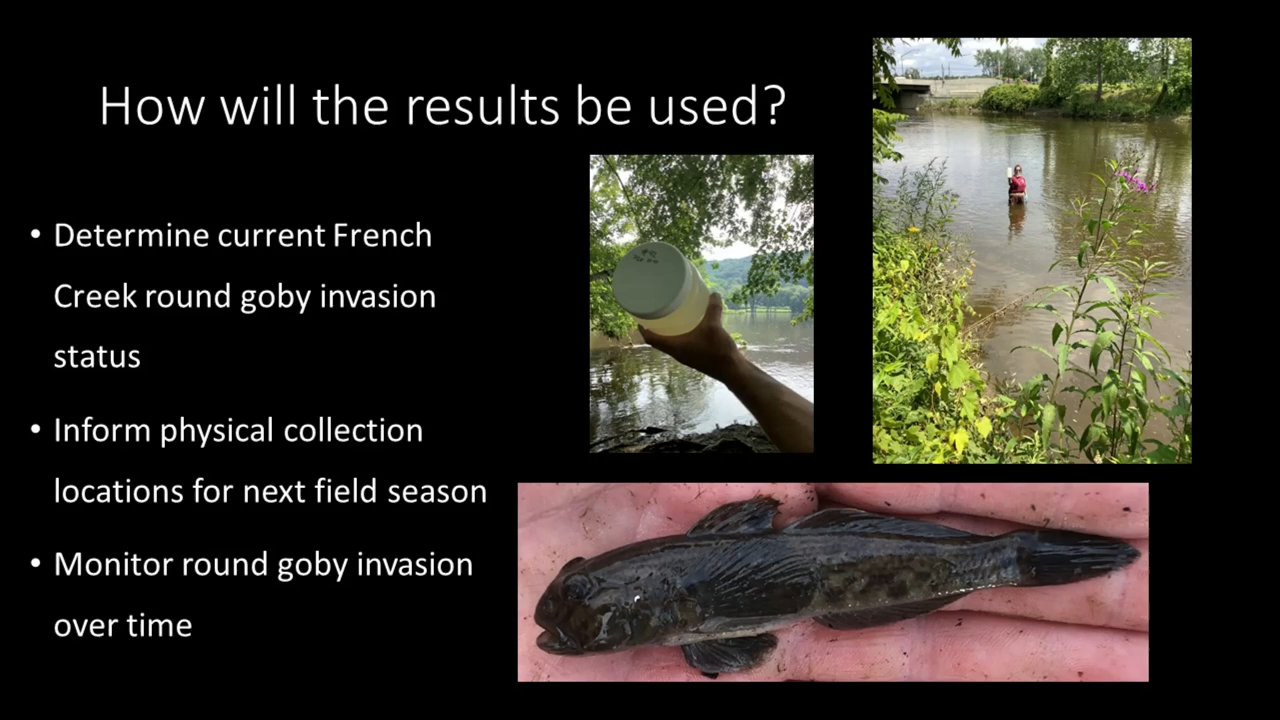 How will the results be used?
• Determine current French
Creek round goby invasion
status
• Inform physical collection
locations for next field season
• Monitor round goby invasion
over time